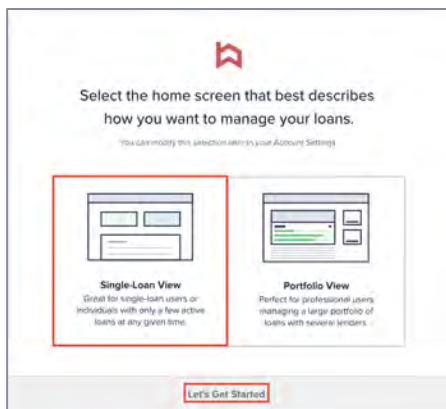 Select the home screen that best describes
how you want to manage your loans.
You can modify this selection later in your Account Settings
Single-Loan View
Great for single-loan users or
individuals with only a few active
loans at any given time.
Portfolio View
Perfect for professional users
managing a large portfolio of
loans with several lenders.
Let's Get Started